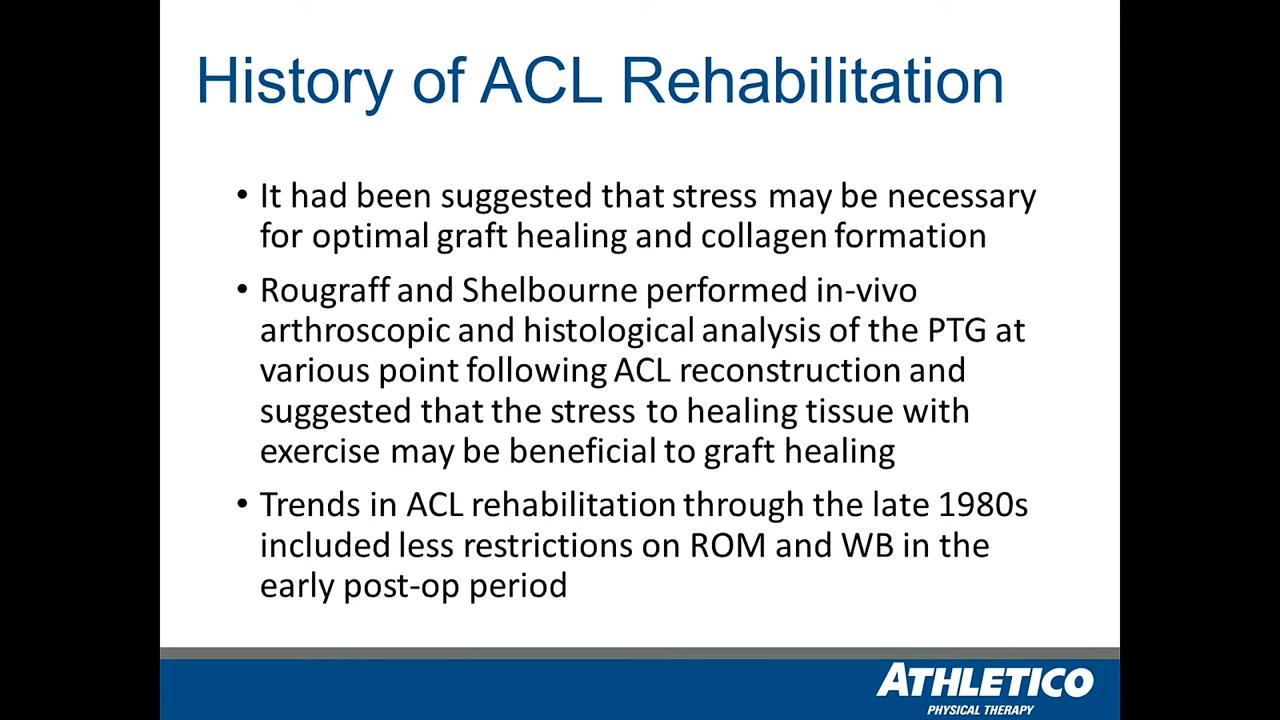 History of ACL Rehabilitation
• It had been suggested that stress may be necessary
for optimal graft healing and collagen formation
• Rougraff and Shelbourne performed in-vivo
arthroscopic and histological analysis of the PTG at
various point following ACL reconstruction and
suggested that the stress to healing tissue with
exercise may be beneficial to graft healing
• Trends in ACL rehabilitation through the late 1980s
included less restrictions on ROM and WB in the
early post-op period
ATHLETICO
PHYSICAL THERAPY